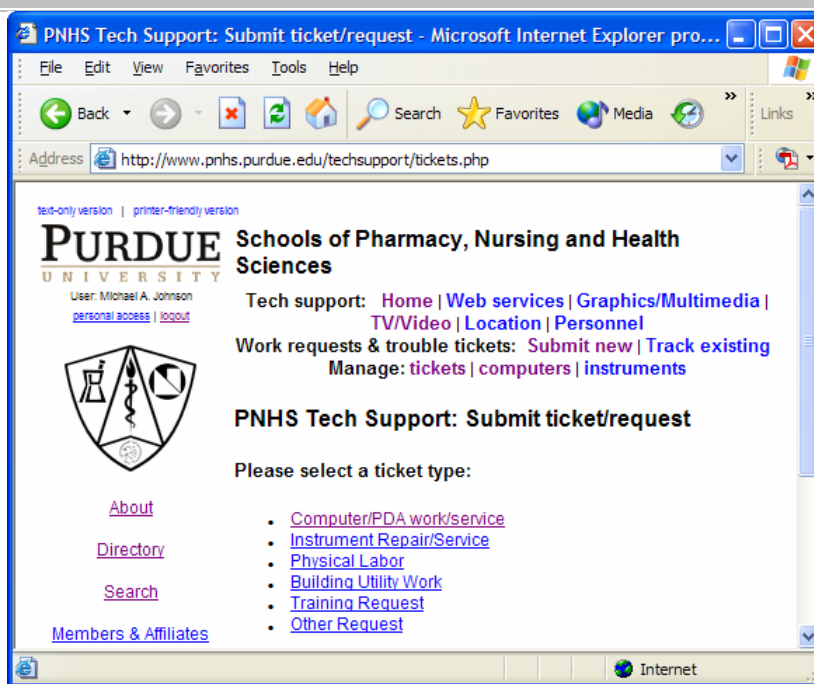 PNHS Tech Support: Submit ticket/request - Microsoft Internet Explorer pro...
File Edit View Favorites Tools Help
Back Search Favorites Media » Links »
Address http://www.pnhs.purdue.edu/techsupport/tickets.php
text-only version | printer-friendly version
PURDUE
UNIVERSITY
User: Michael A. Johnson
personal access | logout
About
Directory
Search
Members & Affiliates
Schools of Pharmacy, Nursing and Health
Sciences
Tech support: Home | Web services | Graphics/Multimedia |
TV/Video | Location | Personnel
Work requests & trouble tickets: Submit new | Track existing
Manage: tickets | computers | instruments
PNHS Tech Support: Submit ticket/request
Please select a ticket type:
• Computer/PDA work/service
• Instrument Repair/Service
• Physical Labor
• Building Utility Work
• Training Request
• Other Request
Internet